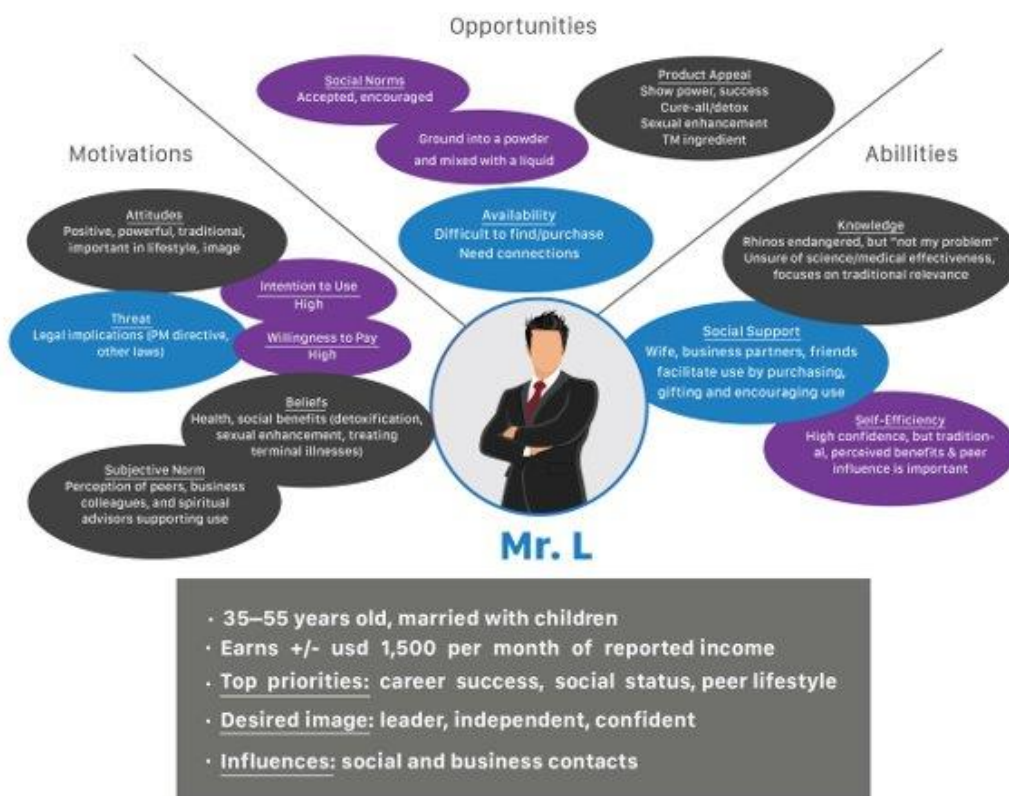 Opportunities
Social Norms
Accepted, encouraged
Ground into a powder
and mixed with a liquid
Product Appeal
Show power, success
Cure-all/detox
Sexual enhancement
TM ingredient
Availability
Difficult to find/purchase
Need connections
Motivations
Attitudes
Positive, powerful, traditional,
important in lifestyle, image
Intention to Use
High
Threat
Legal implications (PM directive,
other laws)
Willingness to Pay
High
Beliefs
Health, social benefits (detoxification,
sexual enhancement, treating
terminal illnesses)
Subjective Norm
Perception of peers, business
colleagues, and spiritual
advisors supporting use
Abillities
Knowledge
Rhinos endangered, but "not my problem"
Unsure of science/medical effectiveness,
focuses on traditional relevance
Social Support
Wife, business partners, friends
facilitate use by purchasing,
gifting and encouraging use
Self-Efficiency
High confidence, but tradition-
al, perceived benefits & peer
influence is important
Mr. L
· 35–55 years old, married with children
· Earns +/- usd 1,500 per month of reported income
· Top priorities: career success, social status, peer lifestyle
· Desired image: leader, independent, confident
· Influences: social and business contacts